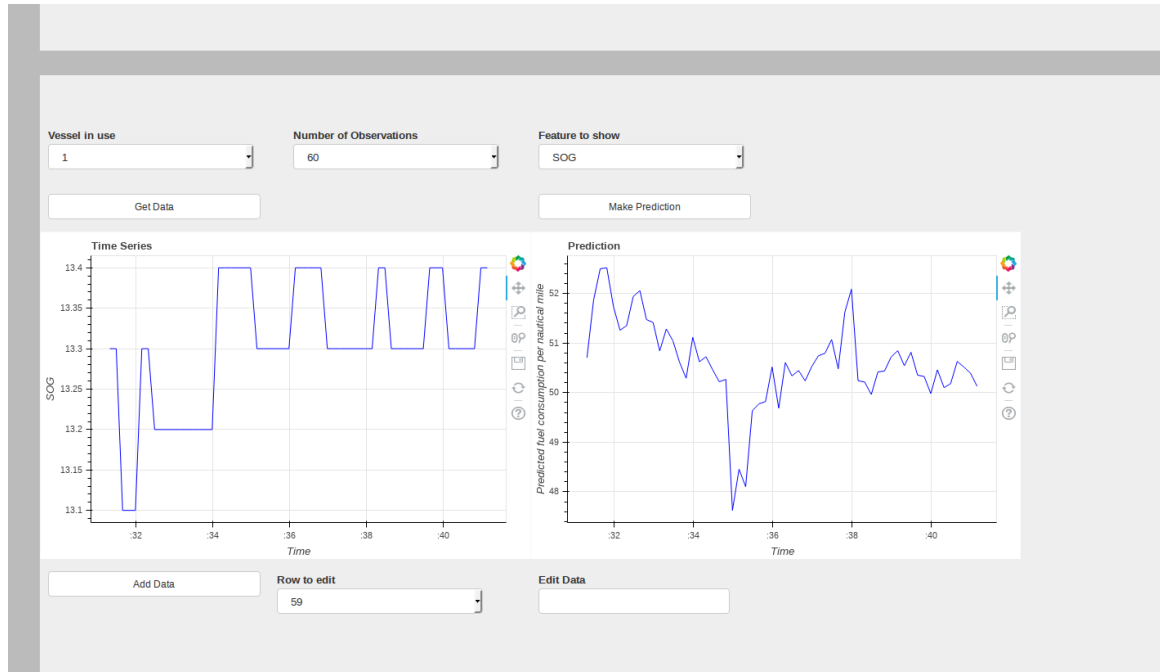 Vessel in use
Number of Observations
Feature to show
1
60
SOG
Get Data
Make Prediction
Time Series
13.4
13.35
13.3
13.25
13.2
13.15
13.1
SOG
:32
:34
:36
:38
:40
Time
Prediction
52
51
50
49
48
Predicted fuel consumption per nautical mile
:32
:34
:36
:38
:40
Time
Add Data
Row to edit
59
Edit Data